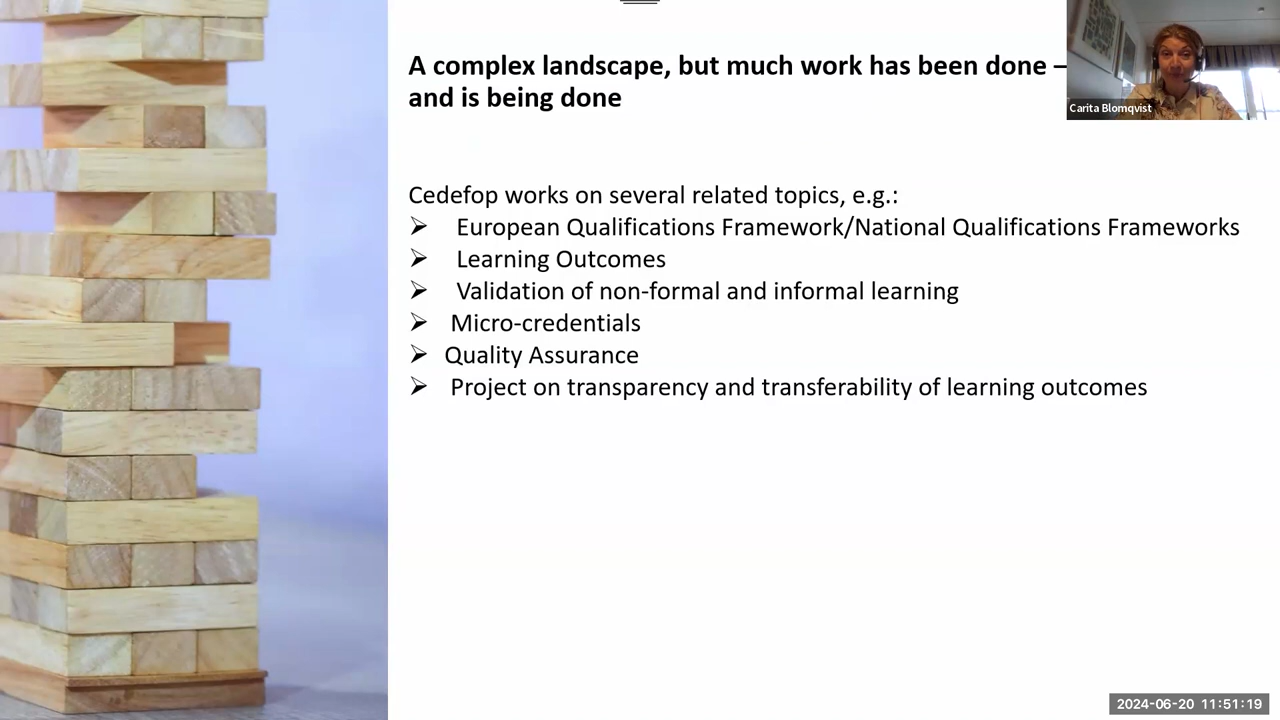 A complex landscape, but much work has been done –
and is being done
Carita Blomqvist
Cedefop works on several related topics, e.g.:
➢ European Qualifications Framework/National Qualifications Frameworks
➢ Learning Outcomes
➢ Validation of non-formal and informal learning
➢ Micro-credentials
➢ Quality Assurance
➢ Project on transparency and transferability of learning outcomes
2024-06-20 11:51:19